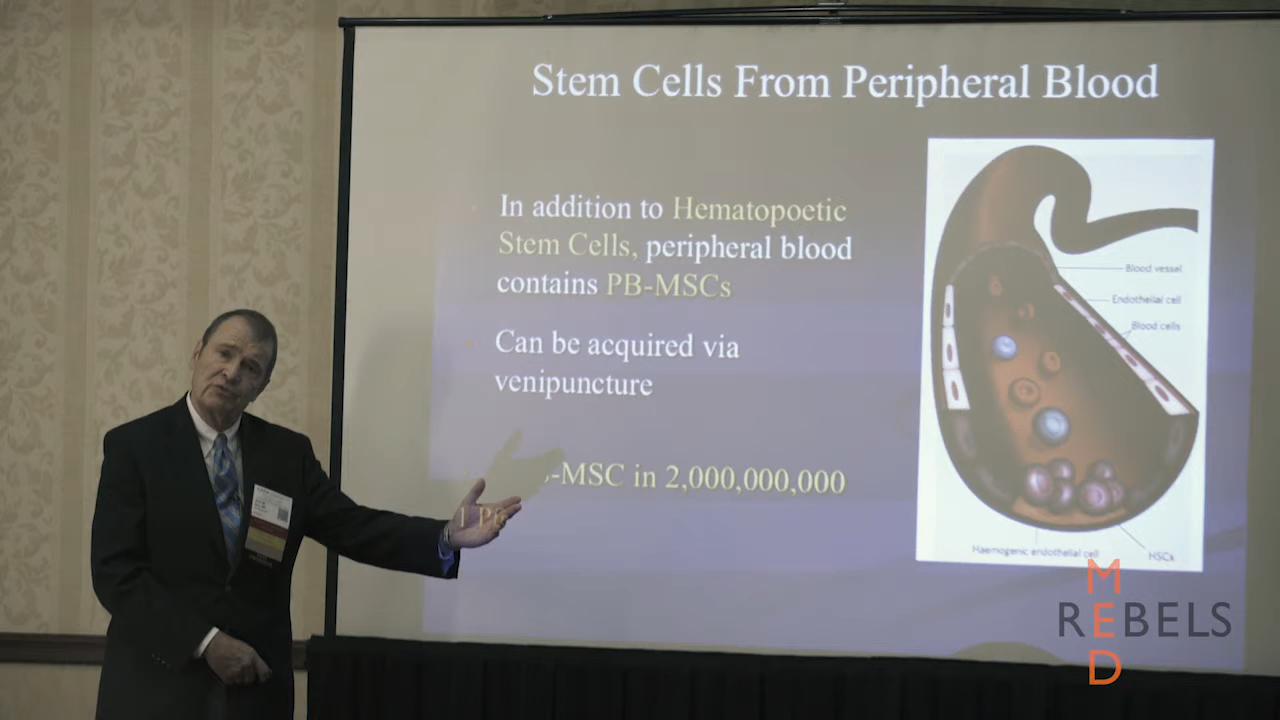 Stem Cells From Peripheral Blood
In addition to Hematopoetic
Stem Cells, peripheral blood
contains PB-MSCs
Can be acquired via
venipuncture
-MSC in 2,000,000,000
Blood vessel
Endothelial cell
Blood cells
Haemogenic endothelial cell
HSCs
MED
REBELS